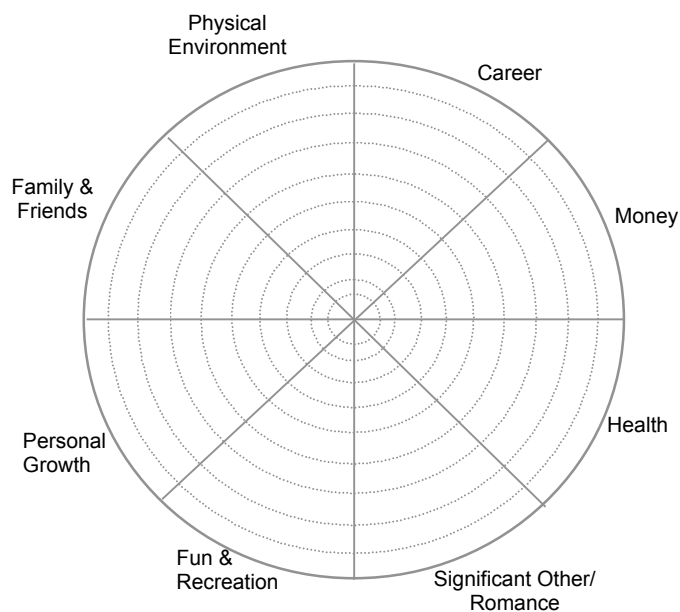 Physical
Environment
Career
Family &
Friends
Money
Personal
Growth
Health
Fun &
Recreation
Significant Other/
Romance